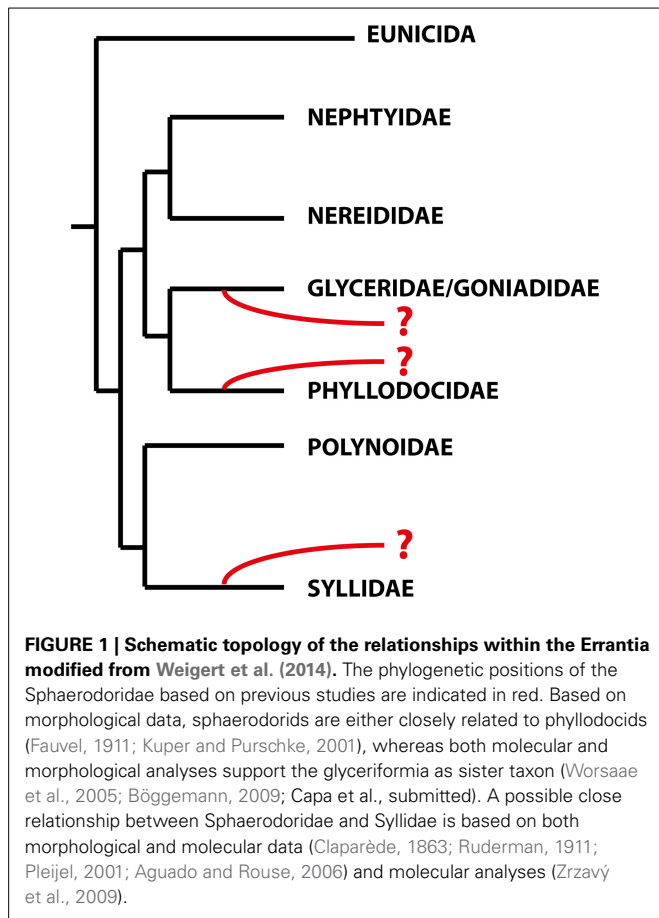 EUNICIDA
NEPHTYIDAE
NEREIDIDAE
GLYCERIDAE/GONIADIDAE
?
?
PHYLLODOCIDAE
POLYNOIDAE
?
SYLLIDAE
FIGURE 1 | Schematic topology of the relationships within the Errantia
modified from Weigert et al. (2014). The phylogenetic positions of the
Sphaerodoridae based on previous studies are indicated in red. Based on
morphological data, sphaerodorids are either closely related to phyllodocids
(Fauvel, 1911; Kuper and Purschke, 2001), whereas both molecular and
morphological analyses support the glyceriformia as sister taxon (Worsaae
et al., 2005; Böggemann, 2009; Capa et al., submitted). A possible close
relationship between Sphaerodoridae and Syllidae is based on both
morphological and molecular data (Claparède, 1863; Ruderman, 1911;
Pleijel, 2001; Aguado and Rouse, 2006) and molecular analyses (Zrzavý
et al., 2009).